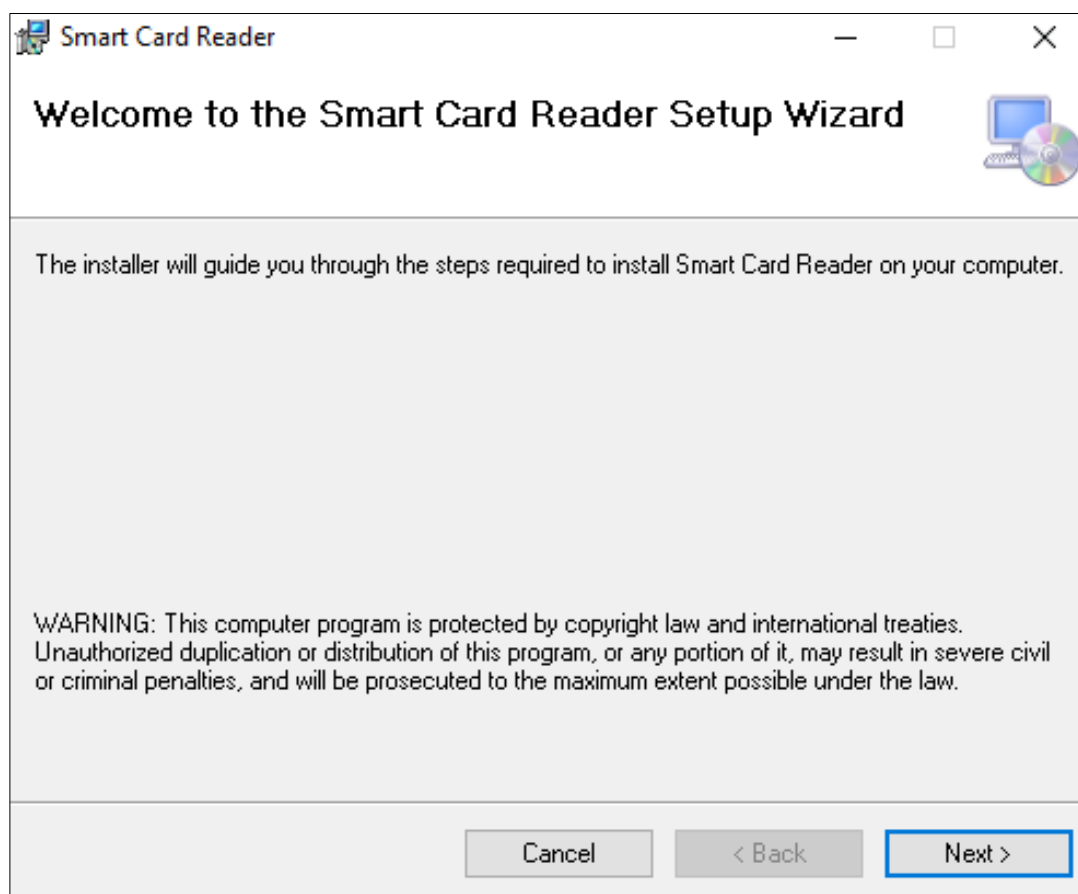 Smart Card Reader
Welcome to the Smart Card Reader Setup Wizard
The installer will guide you through the steps required to install Smart Card Reader on your computer.
WARNING: This computer program is protected by copyright law and international treaties.
Unauthorized duplication or distribution of this program, or any portion of it, may result in severe civil
or criminal penalties, and will be prosecuted to the maximum extent possible under the law.
Cancel
< Back
Next >